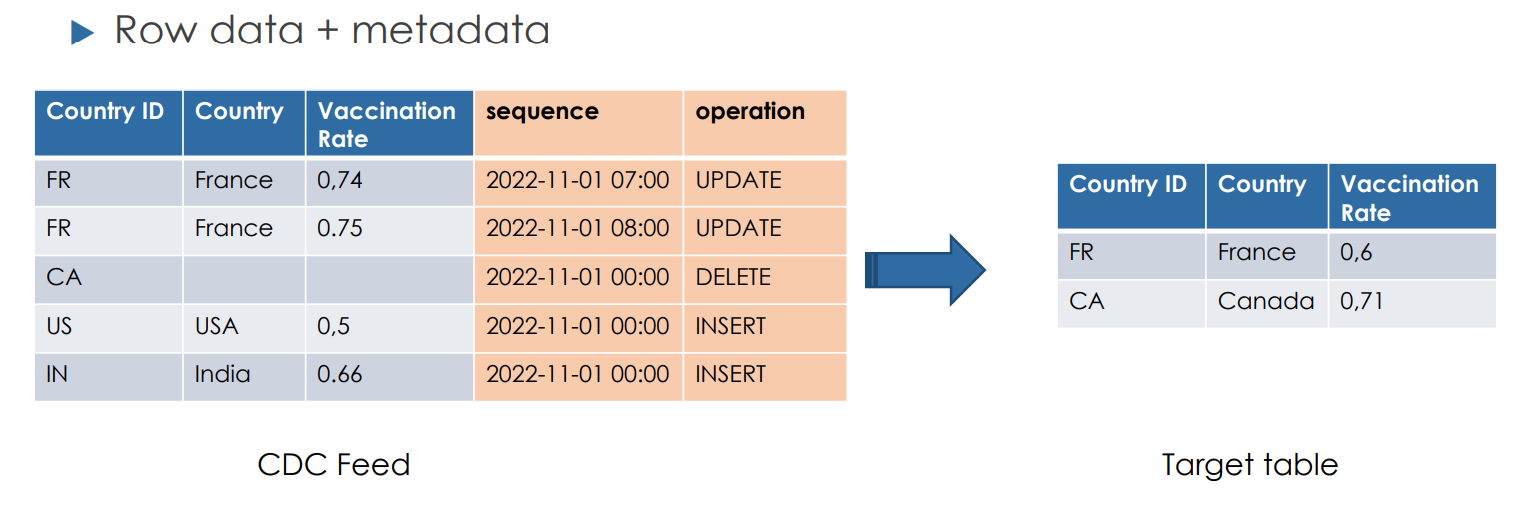 Row data + metadata
Country ID Country Vaccination Rate sequence operation
FR France 0,74 2022-11-01 07:00 UPDATE
FR France 0.75 2022-11-01 08:00 UPDATE
CA 2022-11-01 00:00 DELETE
US USA 0,5 2022-11-01 00:00 INSERT
IN India 0.66 2022-11-01 00:00 INSERT
CDC Feed
Country ID Country Vaccination Rate
FR France 0,6
CA Canada 0,71
Target table